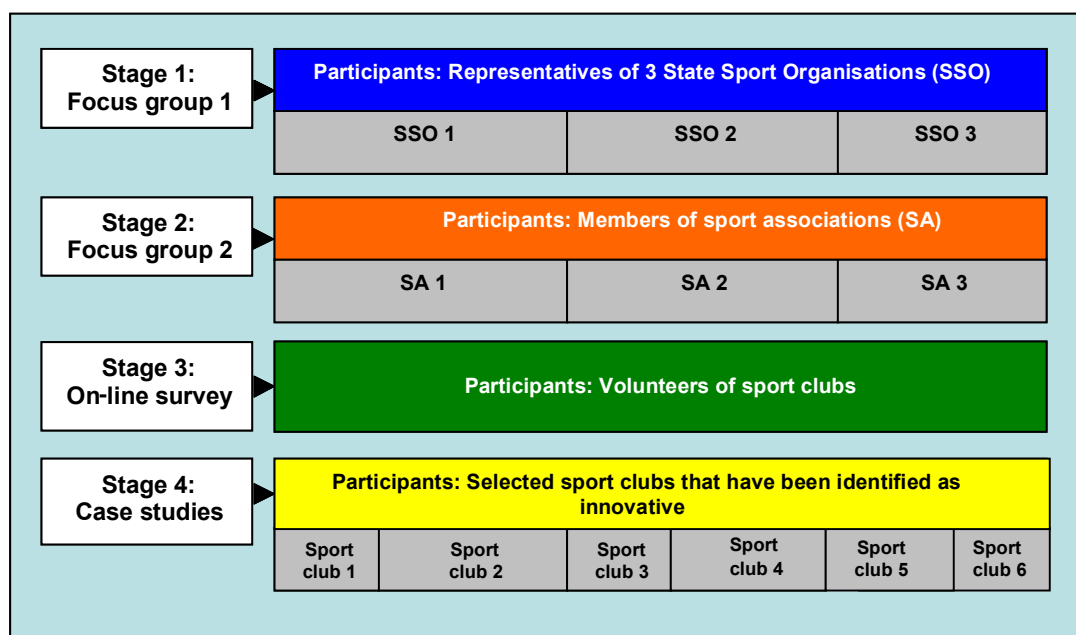 Stage 1:
Focus group 1
Participants: Representatives of 3 State Sport Organisations (SSO)
SSO 1
SSO 2
SSO 3
Stage 2:
Focus group 2
Participants: Members of sport associations (SA)
SA 1
SA 2
SA 3
Stage 3:
On-line survey
Participants: Volunteers of sport clubs
Stage 4:
Case studies
Participants: Selected sport clubs that have been identified as
innovative
Sport
club 1
Sport
club 2
Sport
club 3
Sport
club 4
Sport
club 5
Sport
club 6